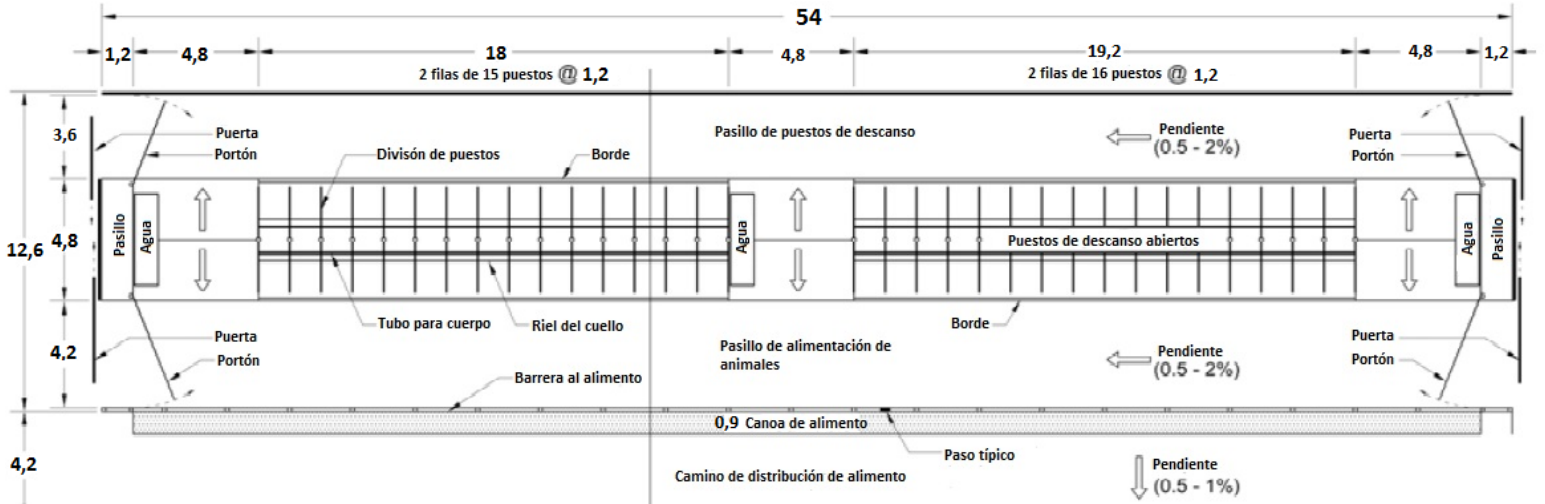 54
1,2
4,8
18
4,8
19,2
4,8
1,2
2 filas de 15 puestos @ 1,2
2 filas de 16 puestos @ 1,2
3,6
Puerta
Portón
Divisón de puestos
Borde
Pasillo de puestos de descanso
Pendiente
(0.5 - 2%)
Puerta
Portón
12,6
4,8
Pasillo
Agua
Agua
Puestos de descanso abiertos
Agua
Pasillo
4,2
Puerta
Portón
Tubo para cuerpo
Riel del cuello
Borde
Pasillo de alimentación de
animales
Pendiente
(0.5 - 2%)
Puerta
Portón
Barrera al alimento
0,9 Canoa de alimento
4,2
Paso típico
Camino de distribución de alimento
Pendiente
(0.5 - 1%)